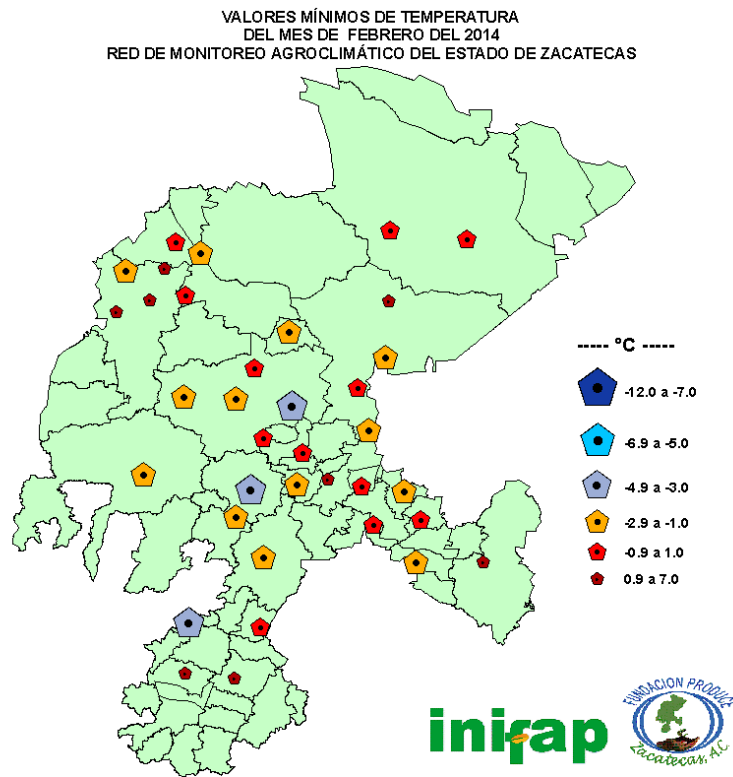 VALORES MÍNIMOS DE TEMPERATURA
DEL MES DE FEBRERO DEL 2014
RED DE MONITOREO AGROCLIMÁTICO DEL ESTADO DE ZACATECAS
----- °C -----
-12.0 a -7.0
-6.9 a -5.0
-4.9 a -3.0
-2.9 a -1.0
-0.9 a 1.0
0.9 a 7.0
inifap
FUNDACION PRODUCE
Zacatecas, A.C.